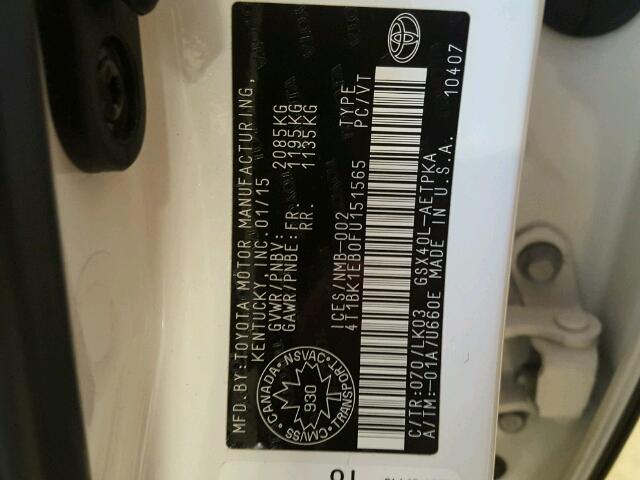 MFD.BY:TOYOTA MOTOR MANUFACTURING,
KENTUCKY, INC. 01/15
GVWR/PNBV: 2085KG
GAWR/PNBE:FR: 1195KG
RR. 1135KG
ICES/NMB-002 TYPE
4T1BK1EB0FU151565 PC/VT
CANADA-NSVAC
930
CMVSS TRANSPORT
C/TR:070/LK03 GSX40L-AETPKA
A/TM:-01A/U660E MADE IN U.S.A. 10407